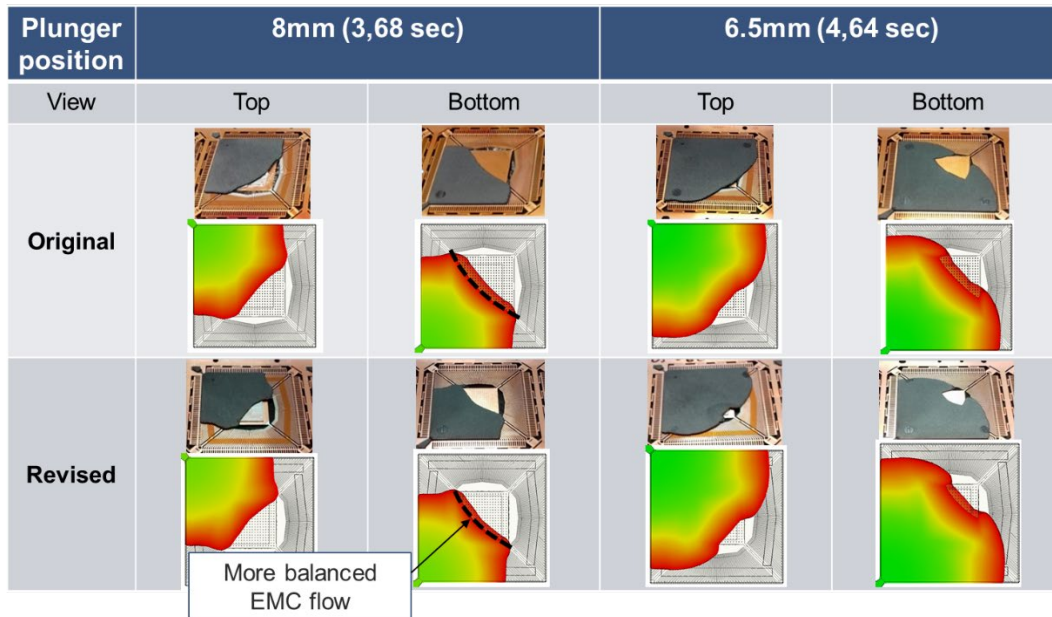 Plunger
position
8mm (3,68 sec)
6.5mm (4,64 sec)
View
Top
Bottom
Top
Bottom
Original
Revised
More balanced
EMC flow